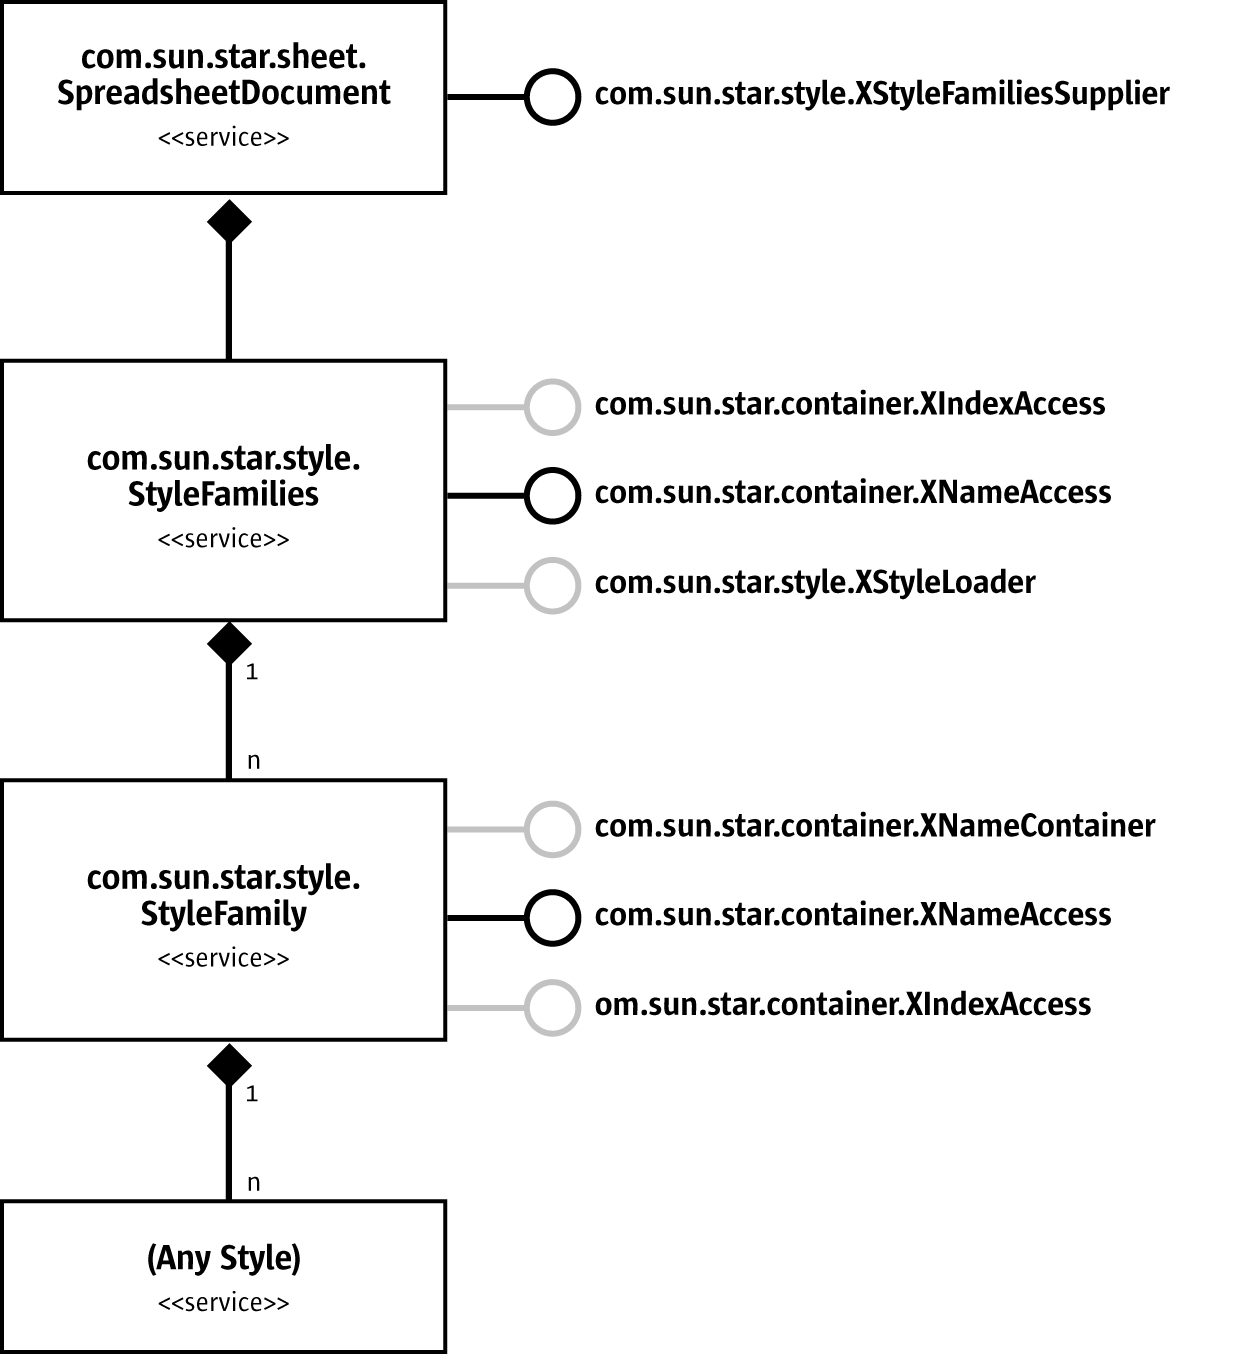 com.sun.star.sheet.
SpreadsheetDocument
<<service>>
com.sun.star.style.XStyleFamiliesSupplier
com.sun.star.style.
StyleFamilies
<<service>>
com.sun.star.container.XIndexAccess
com.sun.star.container.XNameAccess
com.sun.star.style.XStyleLoader
1
n
com.sun.star.style.
StyleFamily
<<service>>
com.sun.star.container.XNameContainer
com.sun.star.container.XNameAccess
om.sun.star.container.XIndexAccess
1
n
(Any Style)
<<service>>